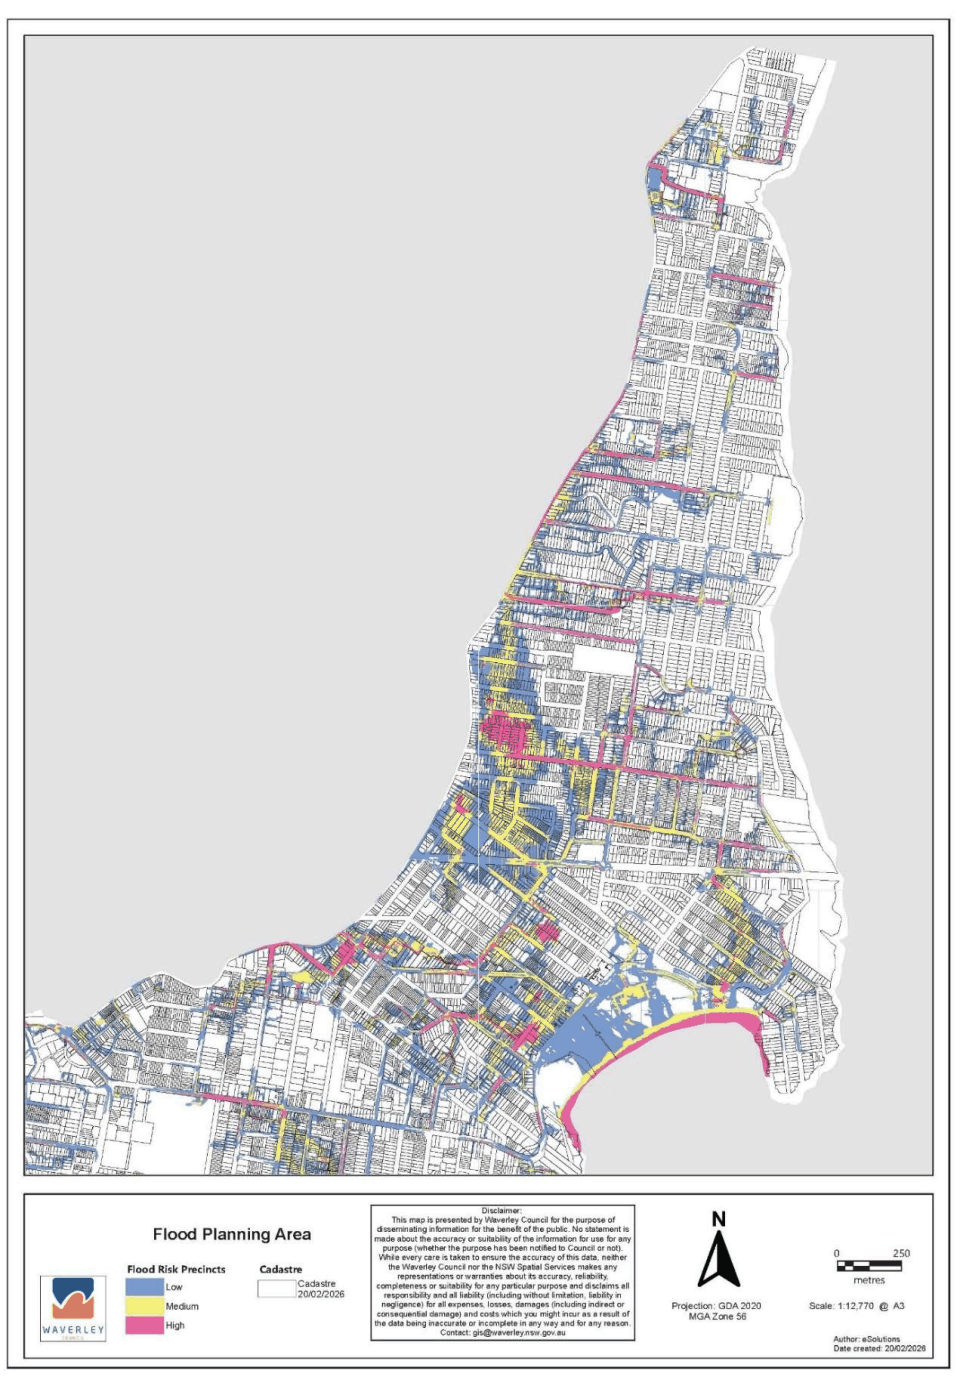 Flood Planning Area
Flood Risk Precincts
Low
Medium
High
Cadastre
Cadastre
20/02/2026
WAVERLEY
COUNCIL
Disclaimer:
This map is presented by Waverley Council for the purpose of
disseminating information for the benefit of the public. No statement is
made about the accuracy or suitability of the information for use for any
purpose (whether the purpose has been notified to Council or not).
While every care is taken to ensure the accuracy of this data, neither
the Waverley Council nor the NSW Spatial Services makes any
representations or warranties about its accuracy, reliability,
completeness or suitability for any particular purpose and disclaims all
responsibility and all liability (including without limitation, liability in
negligence) for all expenses, losses, damages (including indirect or
consequential damage) and costs which you might incur as a result of
the data being inaccurate or incomplete in any way and for any reason.
Contact: gis@waverley.nsw.gov.au
N
Projection: GDA 2020
MGA Zone 56
0 250
metres
Scale: 1:12,770 @ A3
Author: eSolutions
Date created: 20/02/2026